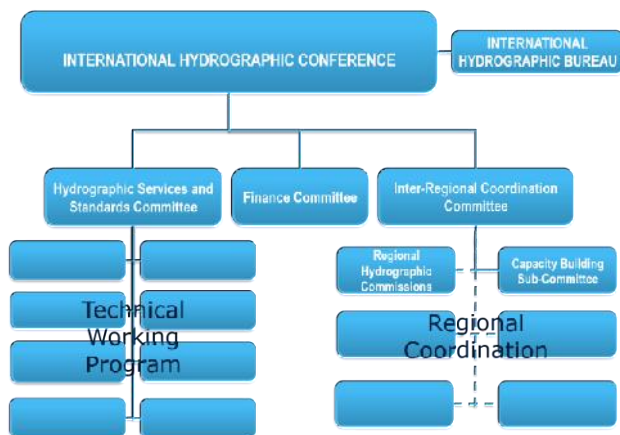 INTERNATIONAL HYDROGRAPHIC CONFERENCE
INTERNATIONAL
HYDROGRAPHIC BUREAU
Hydrographic Services and
Standards Committee
Finance Committee
Inter-Regional Coordination
Committee
Regional
Hydrographic
Commissions
Capacity Building
Sub-Committee
Technical
Working
Program
Regional
Coordination